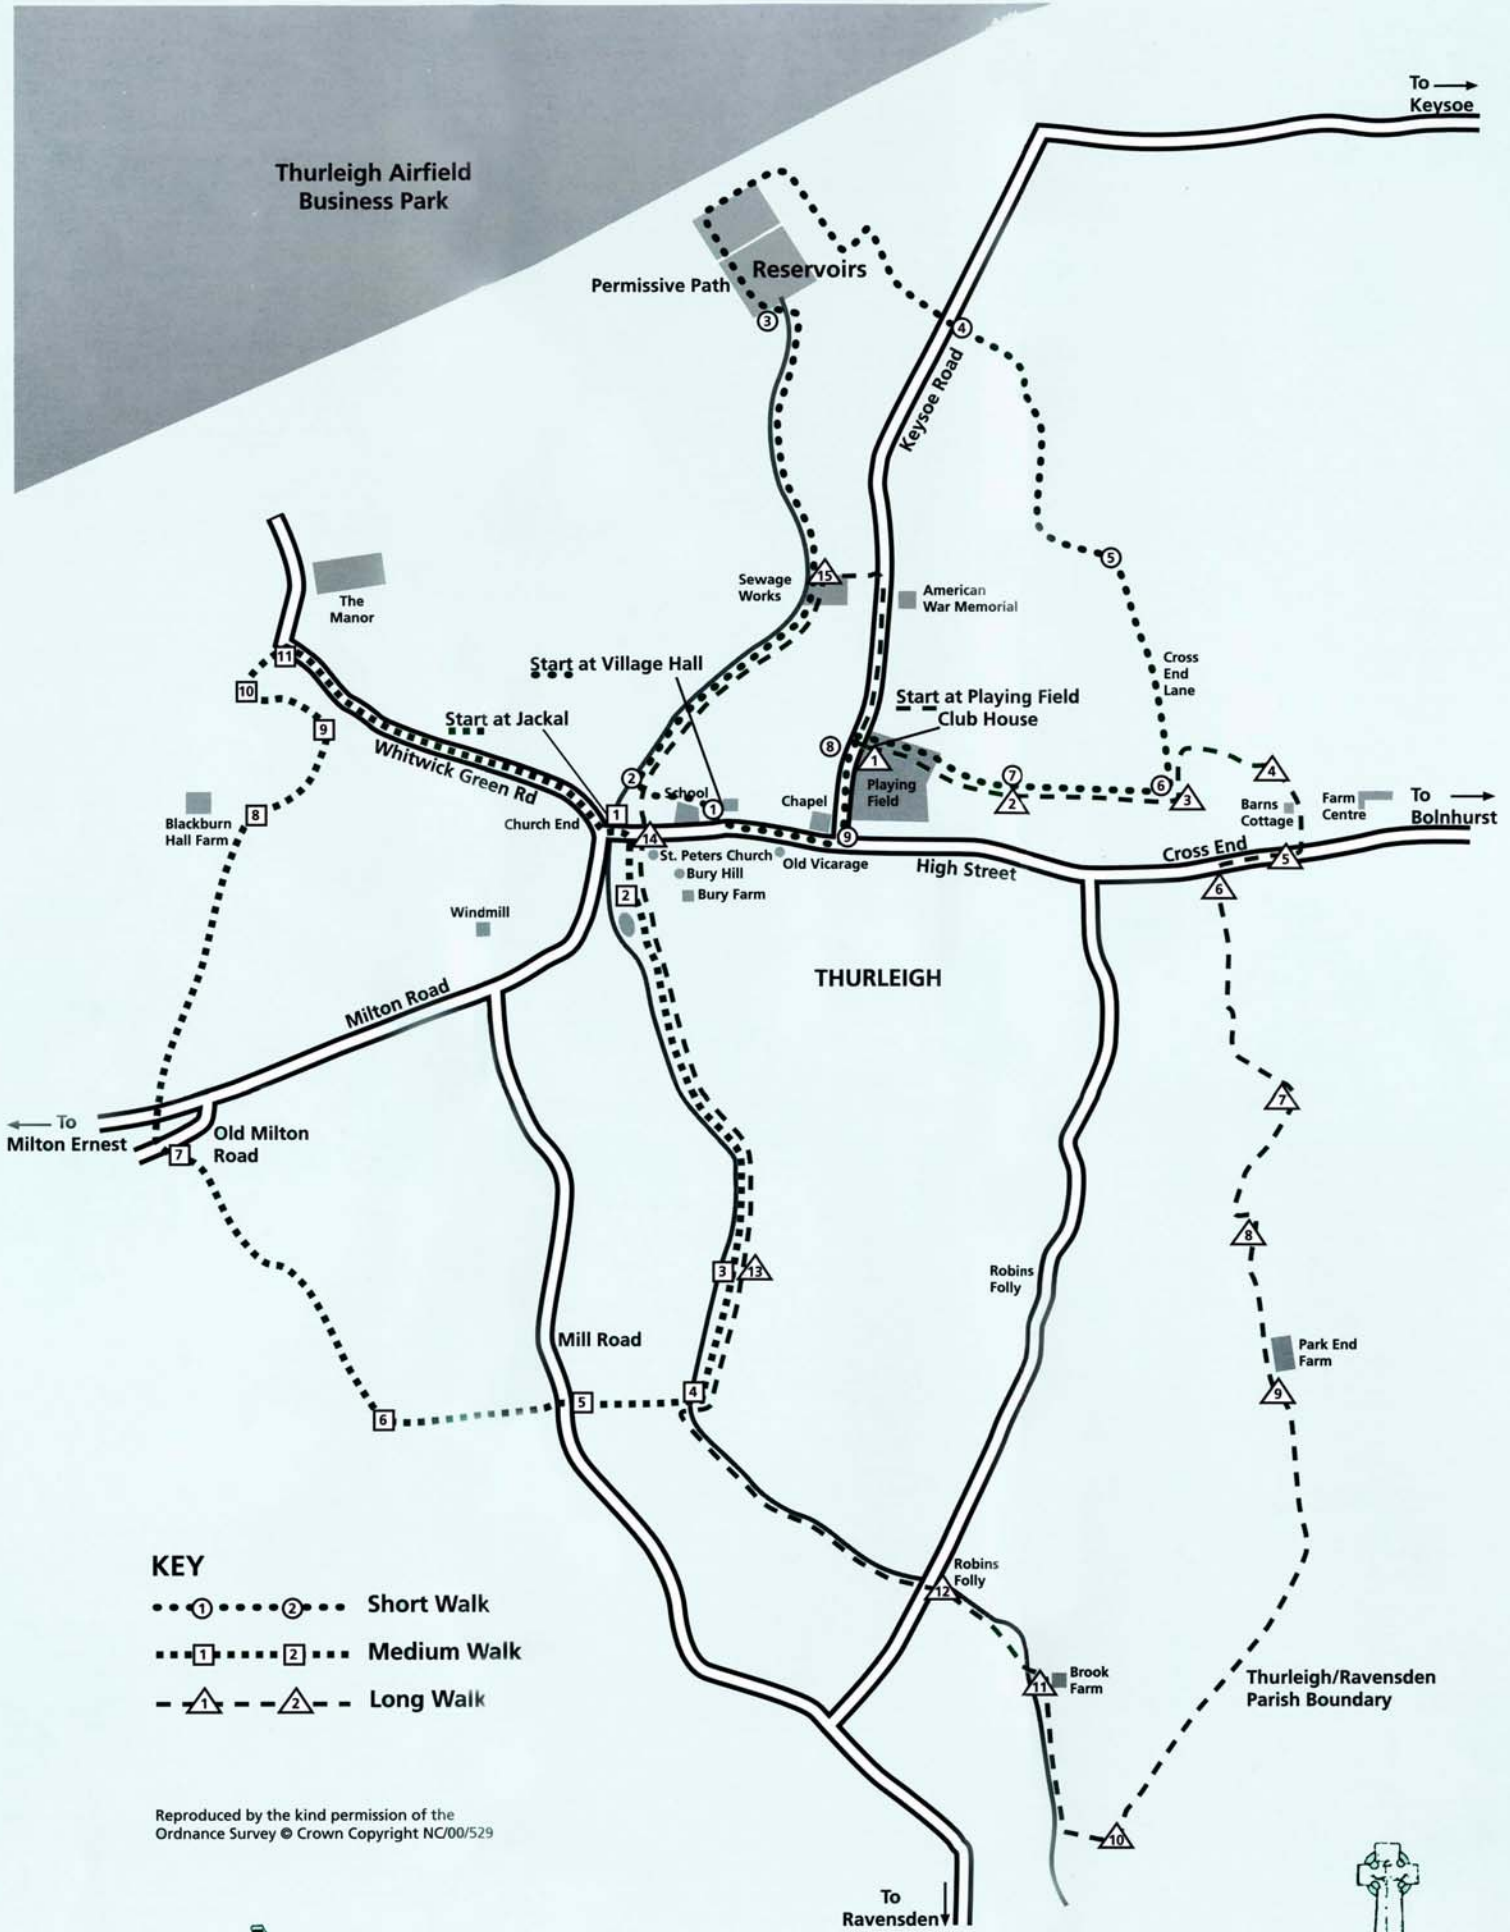 To
Keysoe
Thurleigh Airfield
Business Park
Reservoirs
Permissive Path
3
4
Keysoe Road
5
Sewage
Works
15
American
War Memorial
The
Manor
11
10
9
Cross
End
Lane
Start at Village Hall
Start at Playing Field
Club House
Start at Jackal
Whitwick Green Rd
8
1
7
2
6
3
4
2
School
1
Playing
Field
Chapel
Barns
Cottage
Farm
Centre
To
Bolnhurst
8
Blackburn
Hall Farm
Church End
1
14
9
St. Peters Church
Old Vicarage
High Street
Cross End
5
6
Bury Hill
Bury Farm
2
Windmill
THURLEIGH
Milton Road
To
Milton Ernest
Old Milton
Road
7
7
8
3
13
Robins
Folly
Mill Road
Park End
Farm
9
4
5
6
KEY
1
2
Short Walk
1
2
Medium Walk
1
2
Long Walk
Robins
Folly
12
11
Brook
Farm
Thurleigh/Ravensden
Parish Boundary
10
Reproduced by the kind permission of the
Ordnance Survey © Crown Copyright NC/00/529
To
Ravensden